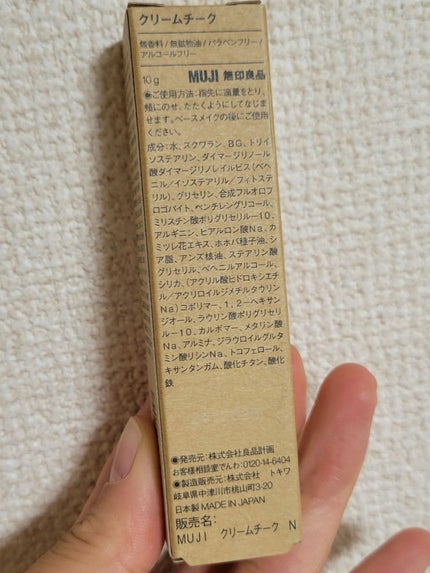 クリームチーク
無香料/無鉱物油/パラベンフリー/
アルコールフリー
10g MUJI 無印良品
●ご使用方法:指先に適量をとり、
頬にのせ、たたくようにしてなじま
せます。ベースメイクの後にご使用
ください。
成分:水、スクワラン、BG、トリイ
ソステアリン、ダイマージリノール
酸ダイマージリノレイルビス(ベヘ
ニル/イソステアリル/フィトステ
リル)、グリセリン、合成フルオロフ
ロゴパイト、ペンチレングリコール、
ミリスチン酸ポリグリセリル-10、
アルギニン、ヒアルロン酸Na、カ
ミツレ花エキス、ホホバ種子油、シ
ア脂、アンズ核油、ステアリン酸
グリセリル、ベヘニルアルコール、
シリカ、(アクリル酸ヒドロキシエチ
ル/アクリロイルジメチルタウリン
Na)コポリマー、1,2-ヘキサン
ジオール、ラウリン酸ポリグリセリ
ル-10、カルボマー、メタリン酸
Na、アルミナ、ジラウロイルグルタ
ミン酸リシンNa、トコフェロール、
キサンタンガム、酸化チタン、酸化
鉄
●発売元:株式会社良品計画
お客様相談室でんわ:0120-14-6404
●製造販売元:株式会社 トキワ
岐阜県中津川市桃山町3-20
日本製 MADE IN JAPAN
販売名:
MUJI クリームチーク N